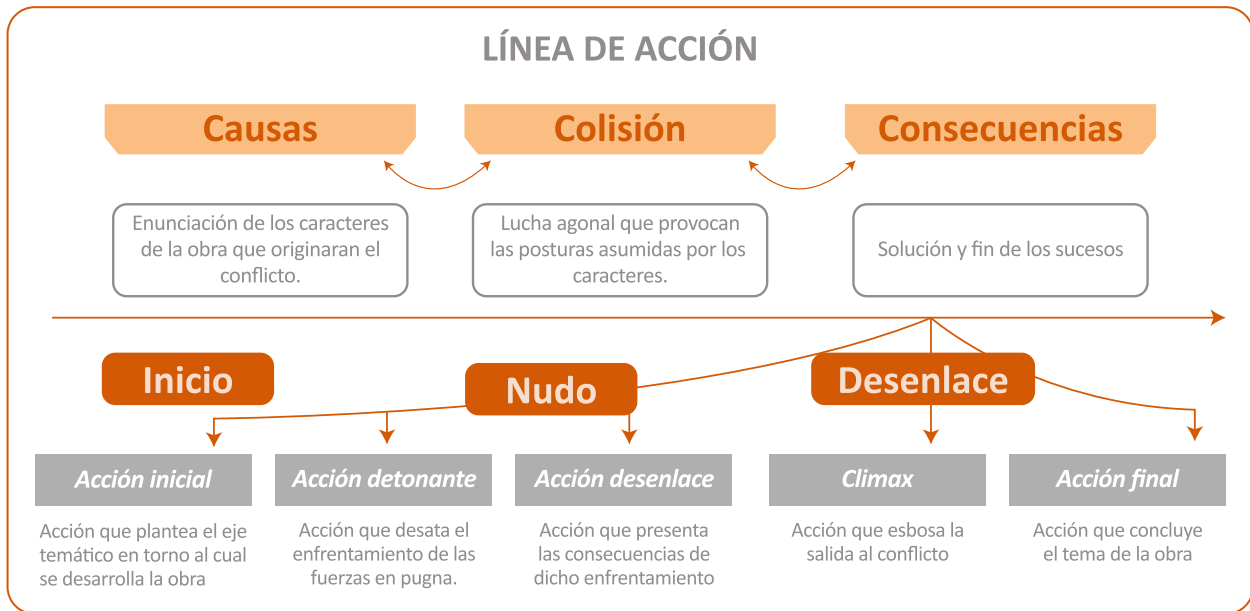 LÍNEA DE ACCIÓN
Causas
Colisión
Consecuencias
Enunciación de los caracteres
de la obra que originaran el
conflicto.
Lucha agonal que provocan
las posturas asumidas por los
caracteres.
Solución y fin de los sucesos
Inicio
Nudo
Desenlace
Acción inicial
Acción que plantea el eje
temático en torno al cual
se desarrolla la obra
Acción detonante
Acción que desata el
enfrentamiento de las
fuerzas en pugna.
Acción desenlace
Acción que presenta
las consecuencias de
dicho enfrentamiento
Climax
Acción que esbosa la
salida al conflicto
Acción final
Acción que concluye
el tema de la obra